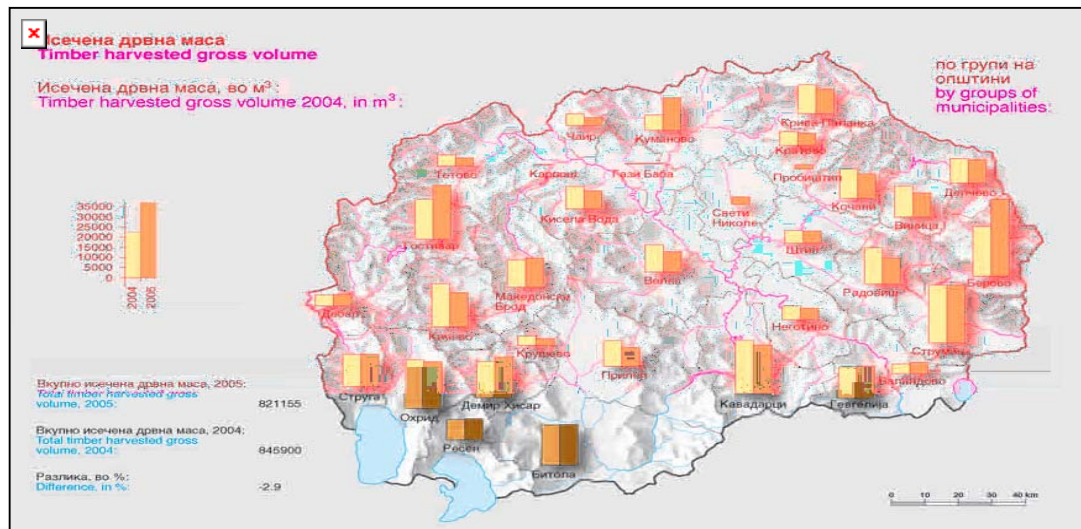 Исечена дрвна маса
Timber harvested gross volume
Исечена дрвна маса, во м³:
Timber harvested gross volume 2004, in m³:
по групи на
општини
by groups of
municipalities:
35000
30000
25000
20000
15000
10000
5000
0
2004
2005
Чаир
Куманово
Крива Паланка
Кратово
Тетово
Карпош
Гази Баба
Пробиштип
Делчево
Кисела Вода
Свети
Николе
Кочани
Виница
Гостивар
Штип
Велес
Радовиш
Берово
Македонски
Брод
Дебар
Кичево
Неготино
Струмица
Крушево
Прилеп
Валандово
Струга
Охрид
Демир Хисар
Кавадарци
Гевгелија
Ресен
Битола
Вкупно исечена дрвна маса, 2005:
Total timber harvested gross
volume, 2005:
821155
Вкупно исечена дрвна маса, 2004:
Total timber harvested gross
volume, 2004:
845900
Разлика, во %:
Difference, in %:
-2.9
0 10 20 30 40 km